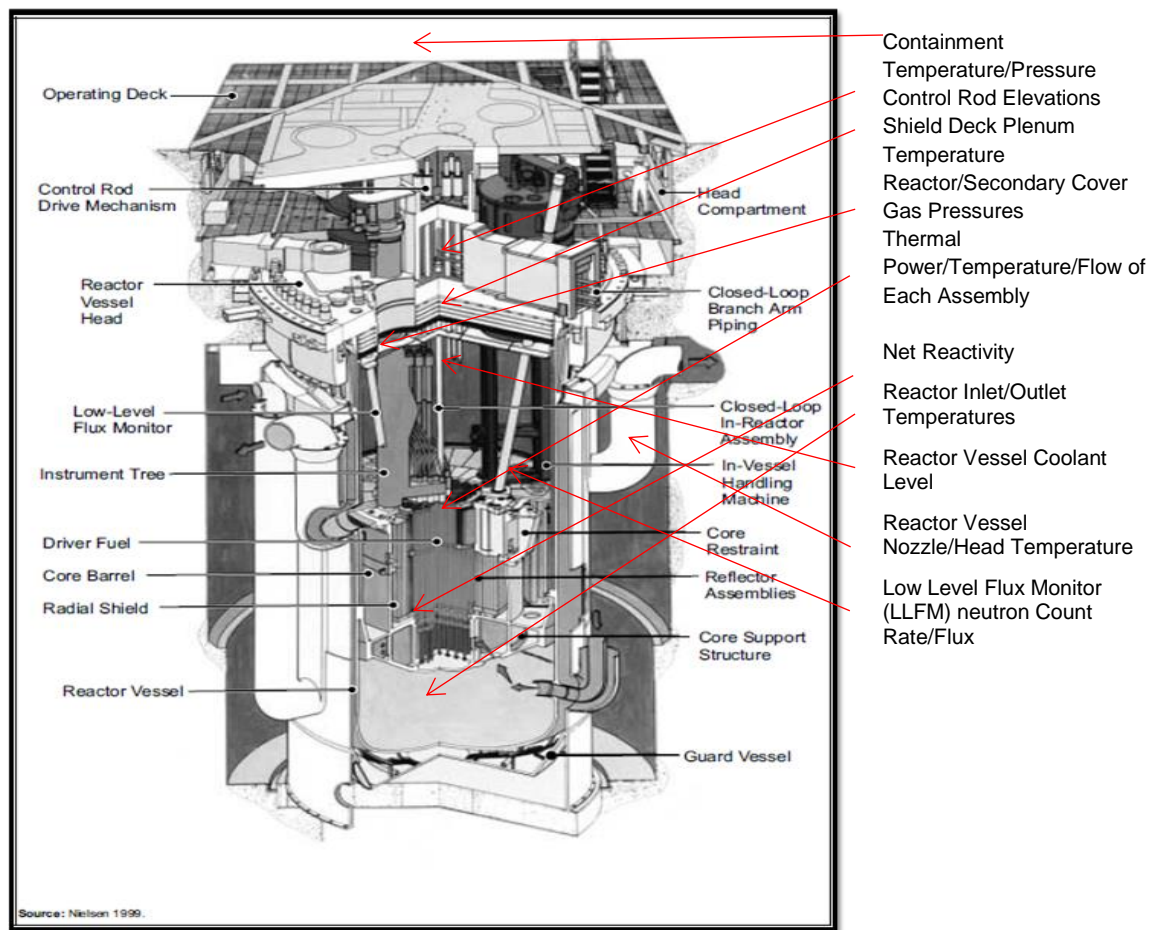 Operating Deck
Control Rod
Drive Mechanism
Reactor
Vessel
Head
Low-Level
Flux Monitor
Instrument Tree
Driver Fuel
Core Barrel
Radial Shield
Reactor Vessel
Head
Compartment
Closed-Loop
Branch Arm
Piping
Closed-Loop
In-Reactor
Assembly
In-Vessel
Handling
Machine
Core
Restraint
Reflector
Assemblies
Core Support
Structure
Guard Vessel
Source: Nielsen 1999.
Containment
Temperature/Pressure
Control Rod Elevations
Shield Deck Plenum
Temperature
Reactor/Secondary Cover
Gas Pressures
Thermal
Power/Temperature/Flow of
Each Assembly
Net Reactivity
Reactor Inlet/Outlet
Temperatures
Reactor Vessel Coolant
Level
Reactor Vessel
Nozzle/Head Temperature
Low Level Flux Monitor
(LLFM) neutron Count
Rate/Flux